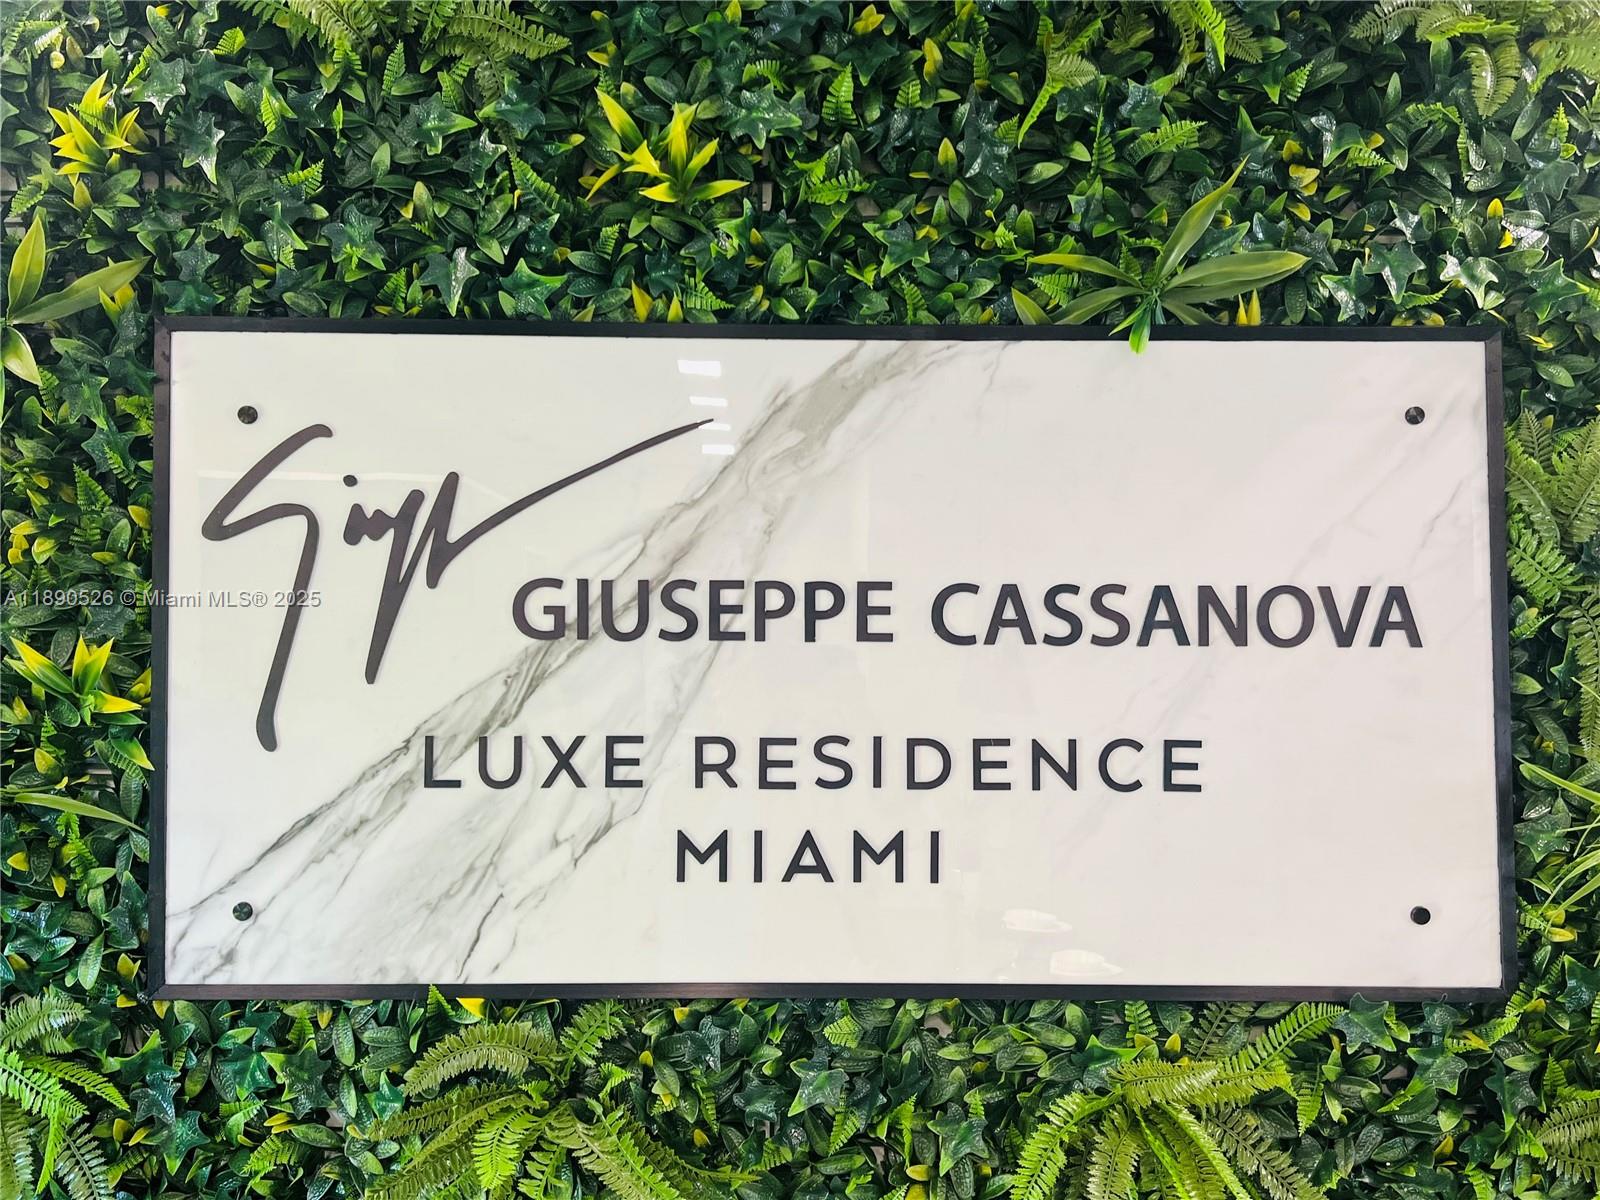 GIUSEPPE CASSANOVA
A11890526 © Miami MLS® 2025
LUXE RESIDENCE
MIAMI